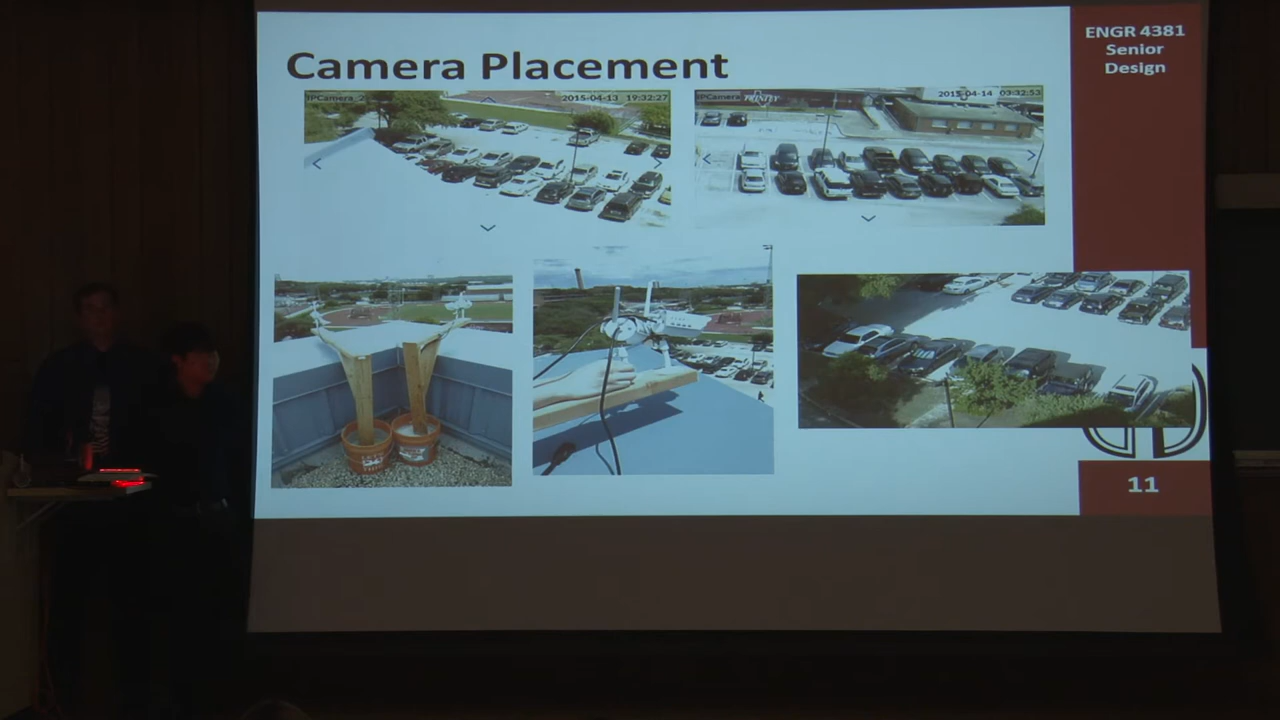 Camera Placement
ENGR 4381
Senior
Design
IPCamera_2
2015-04-13 19:32:27
IPCamera
TRINITY
2015-04-14 03:32:53
11